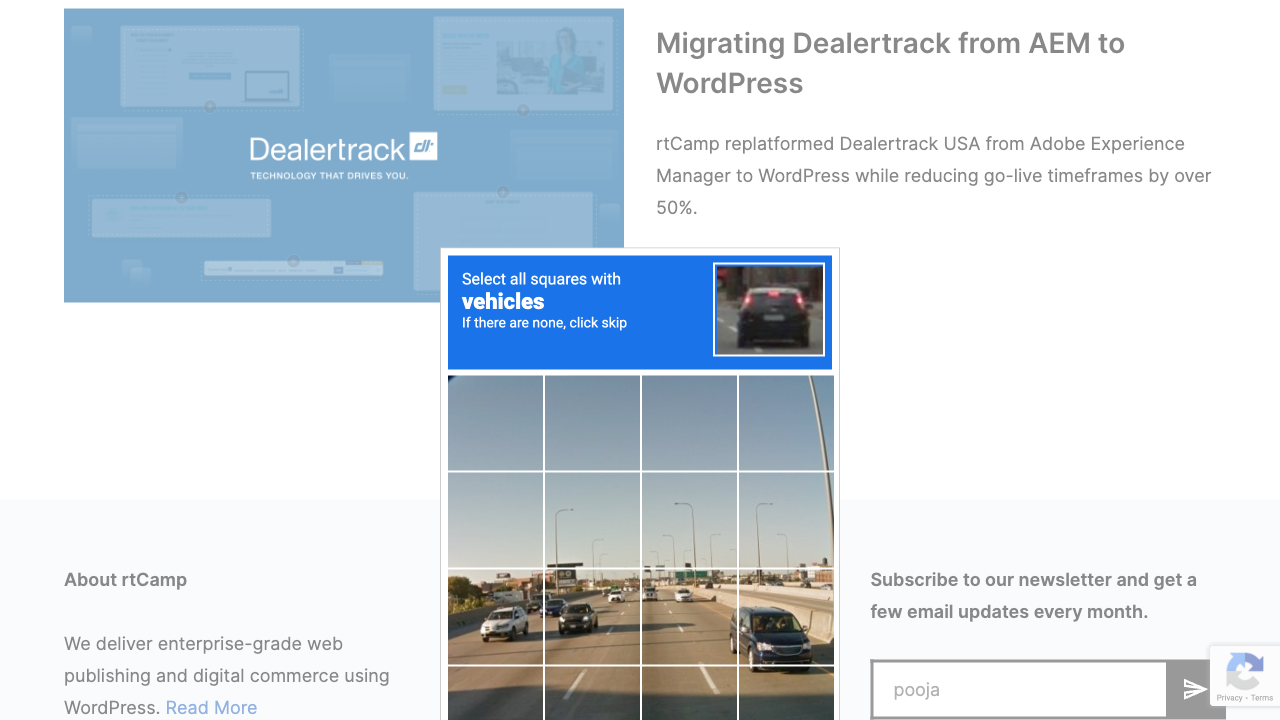 Migrating Dealertrack from AEM to
WordPress
Dealertrack dt
TECHNOLOGY THAT DRIVES YOU.
rtCamp replatformed Dealertrack USA from Adobe Experience
Manager to WordPress while reducing go-live timeframes by over
50%.
Select all squares with
vehicles
If there are none, click skip
About rtCamp
We deliver enterprise-grade web
publishing and digital commerce using
WordPress. Read More
Subscribe to our newsletter and get a
few email updates every month.
pooja
Privacy - Terms